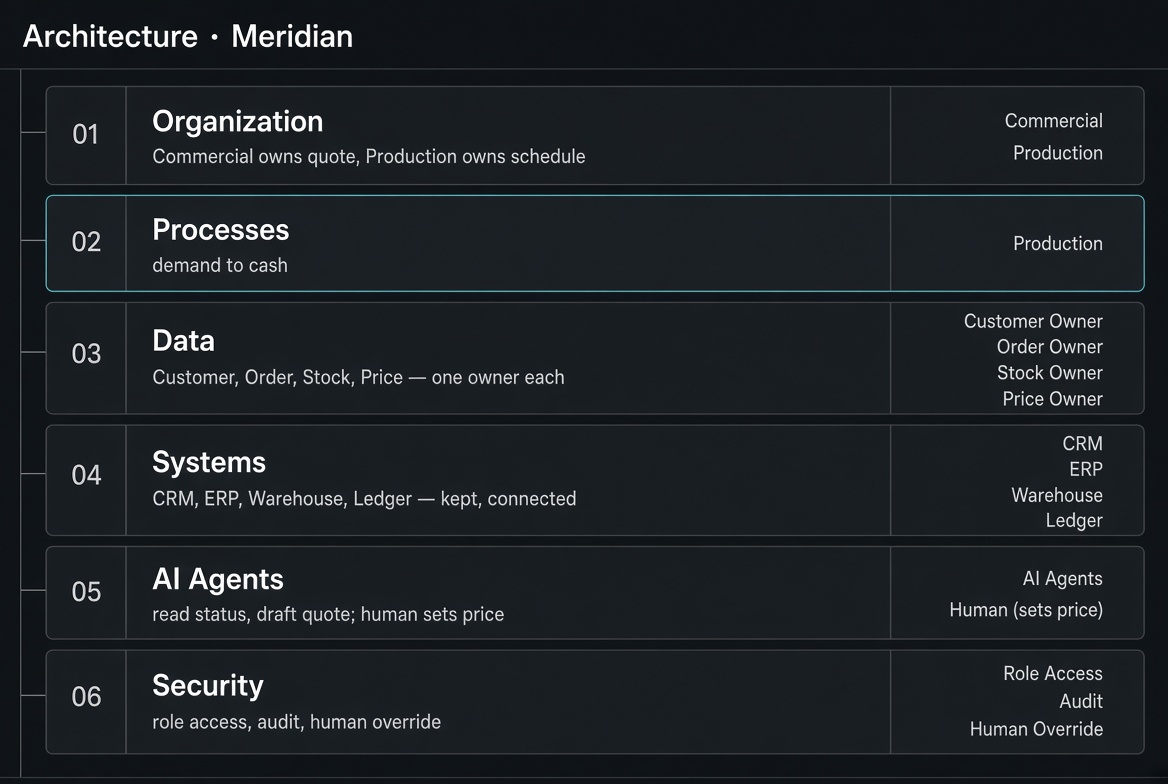 Architecture · Meridian
01
Organization
Commercial owns quote, Production owns schedule
Commercial
Production
02
Processes
demand to cash
Production
03
Data
Customer, Order, Stock, Price — one owner each
Customer Owner
Order Owner
Stock Owner
Price Owner
04
Systems
CRM, ERP, Warehouse, Ledger — kept, connected
CRM
ERP
Warehouse
Ledger
05
AI Agents
read status, draft quote; human sets price
AI Agents
Human (sets price)
06
Security
role access, audit, human override
Role Access
Audit
Human Override